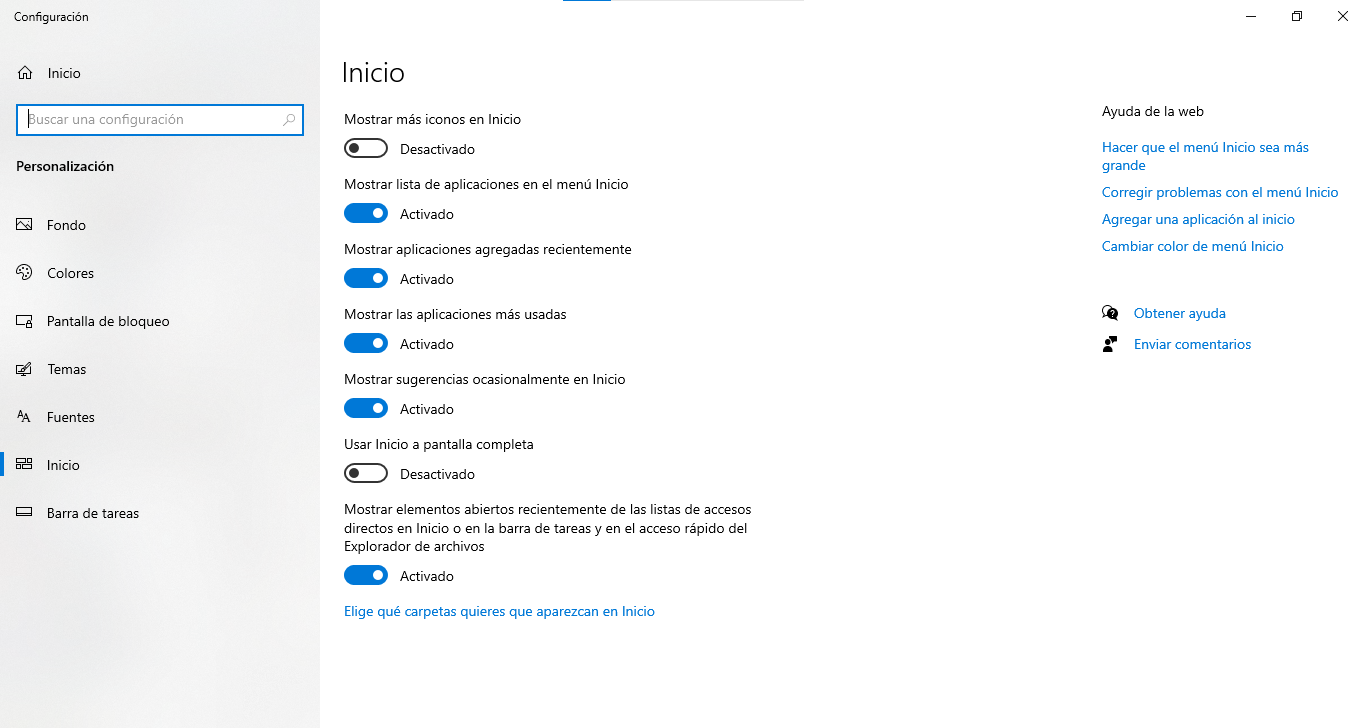 Configuración
Inicio
Buscar una configuración
Personalización
Fondo
Colores
Pantalla de bloqueo
Temas
Fuentes
Inicio
Barra de tareas
Inicio
Mostrar más iconos en Inicio
Desactivado
Mostrar lista de aplicaciones en el menú Inicio
Activado
Mostrar aplicaciones agregadas recientemente
Activado
Mostrar las aplicaciones más usadas
Activado
Mostrar sugerencias ocasionalmente en Inicio
Activado
Usar Inicio a pantalla completa
Desactivado
Mostrar elementos abiertos recientemente de las listas de accesos
directos en Inicio o en la barra de tareas y en el acceso rápido del
Explorador de archivos
Activado
Elige qué carpetas quieres que aparezcan en Inicio
Ayuda de la web
Hacer que el menú Inicio sea más
grande
Corregir problemas con el menú Inicio
Agregar una aplicación al inicio
Cambiar color de menú Inicio
Obtener ayuda
Enviar comentarios